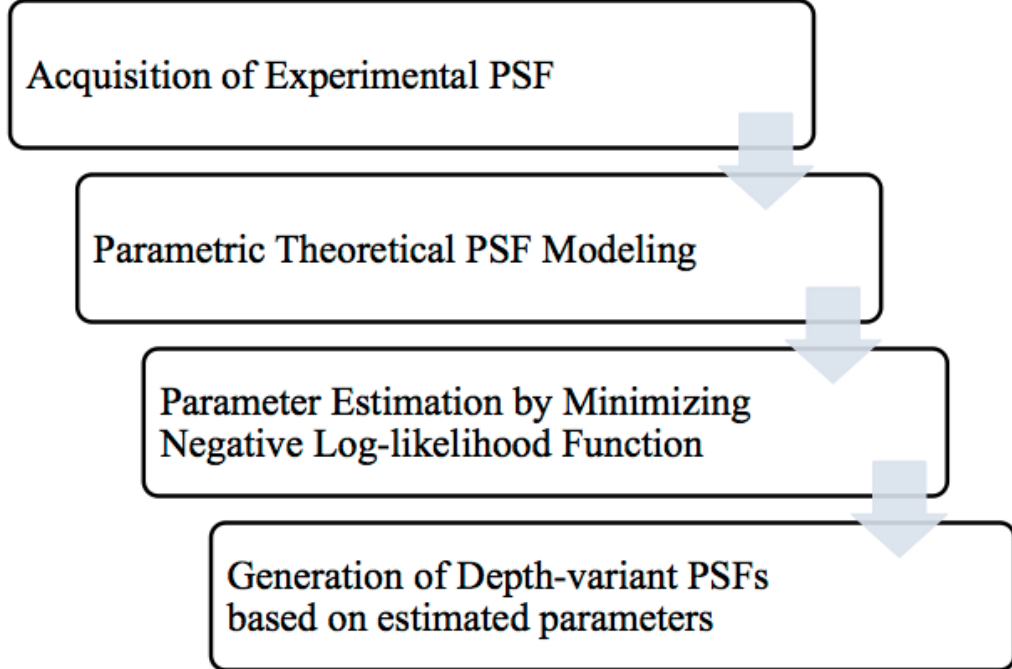 Acquisition of Experimental PSF
Parametric Theoretical PSF Modeling
Parameter Estimation by Minimizing
Negative Log-likelihood Function
Generation of Depth-variant PSFs
based on estimated parameters